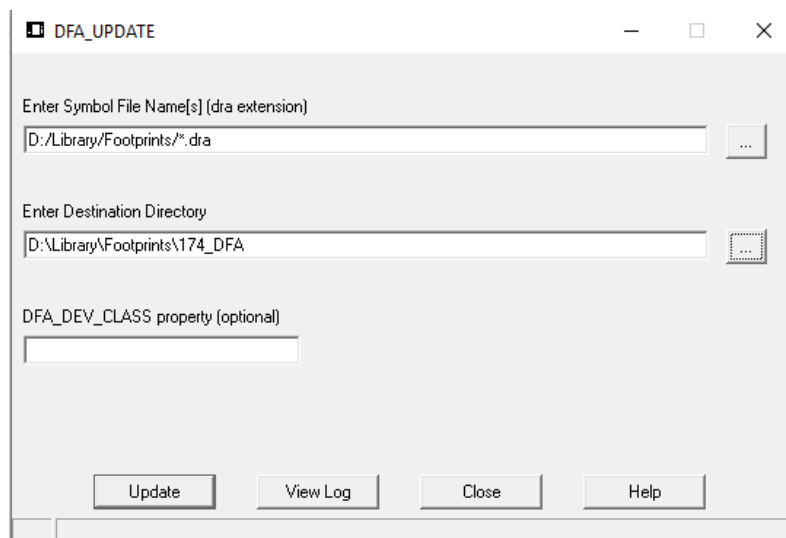 DFA_UPDATE
Enter Symbol File Name[s] (dra extension)
D:/Library/Footprints/*.dra
...
Enter Destination Directory
D:\Library\Footprints\174_DFA
...
DFA_DEV_CLASS property (optional)
Update View Log Close Help